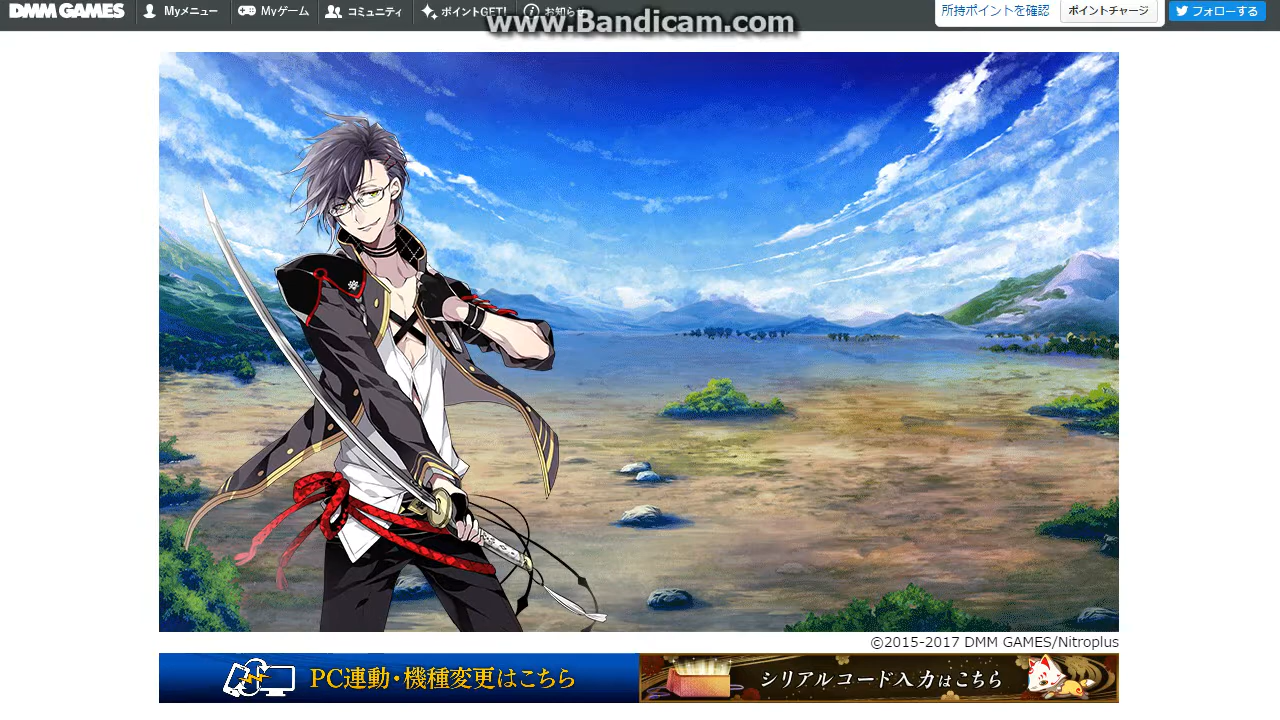 DMM GAMES
Myメニュー
Myゲーム
コミュニティ
ポイントGET!
お知ら
www.Bandicam.com
所持ポイントを確認
ポイントチャージ
フォローする
©2015-2017 DMM GAMES/Nitroplus
PC連動・機種変更はこちら
シリアルコード入力はこちら